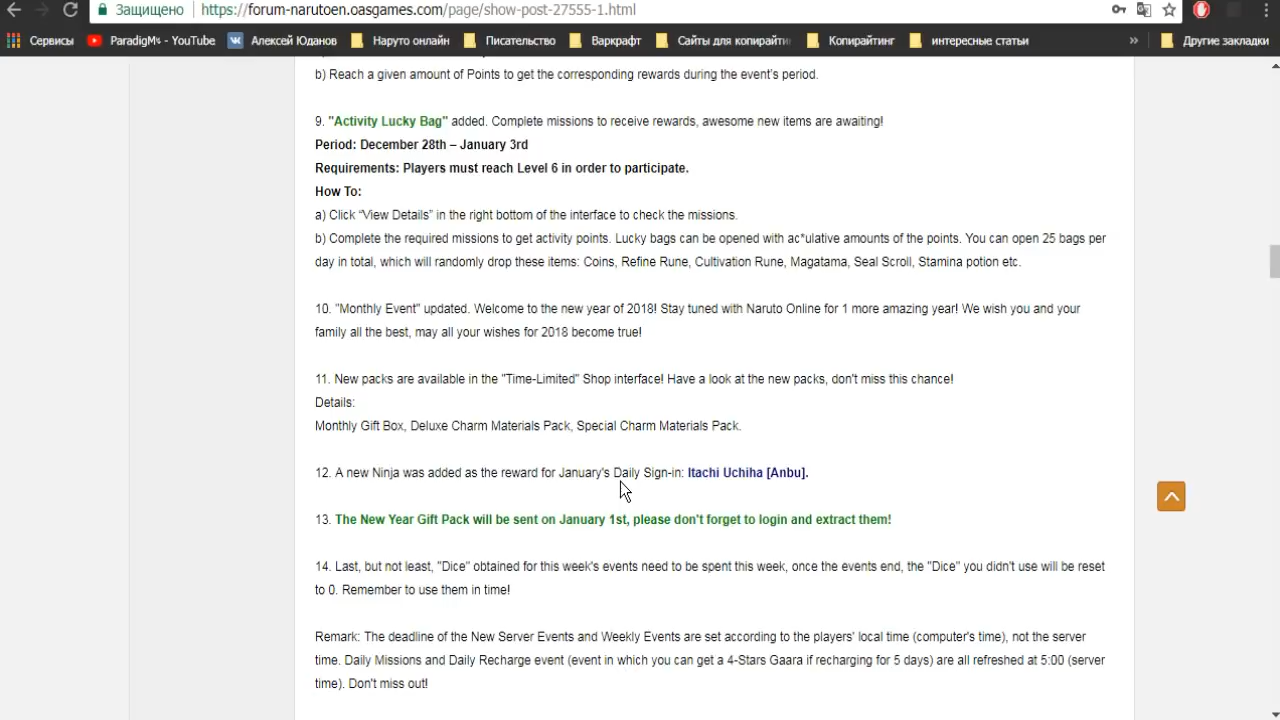 Защищено https://forum-narutoen.oasgames.com/page/show-post-27555-1.html
Сервисы ParadigMѣ - YouTube Алексей Юданов Наруто онлайн Писательство Варкрафт Сайты для копирайти Копирайтинг интересные статьи » Другие закладки
b) Reach a given amount of Points to get the corresponding rewards during the event's period.
9. "Activity Lucky Bag" added. Complete missions to receive rewards, awesome new items are awaiting!
Period: December 28th – January 3rd
Requirements: Players must reach Level 6 in order to participate.
How To:
a) Click “View Details” in the right bottom of the interface to check the missions.
b) Complete the required missions to get activity points. Lucky bags can be opened with ac*ulative amounts of the points. You can open 25 bags per
day in total, which will randomly drop these items: Coins, Refine Rune, Cultivation Rune, Magatama, Seal Scroll, Stamina potion etc.
10. "Monthly Event" updated. Welcome to the new year of 2018! Stay tuned with Naruto Online for 1 more amazing year! We wish you and your
family all the best, may all your wishes for 2018 become true!
11. New packs are available in the "Time-Limited" Shop interface! Have a look at the new packs, don't miss this chance!
Details:
Monthly Gift Box, Deluxe Charm Materials Pack, Special Charm Materials Pack.
12. A new Ninja was added as the reward for January's Daily Sign-in: Itachi Uchiha [Anbu].
13. The New Year Gift Pack will be sent on January 1st, please don't forget to login and extract them!
14. Last, but not least, "Dice" obtained for this week's events need to be spent this week, once the events end, the "Dice" you didn't use will be reset
to 0. Remember to use them in time!
Remark: The deadline of the New Server Events and Weekly Events are set according to the players' local time (computer's time), not the server
time. Daily Missions and Daily Recharge event (event in which you can get a 4-Stars Gaara if recharging for 5 days) are all refreshed at 5:00 (server
time). Don't miss out!